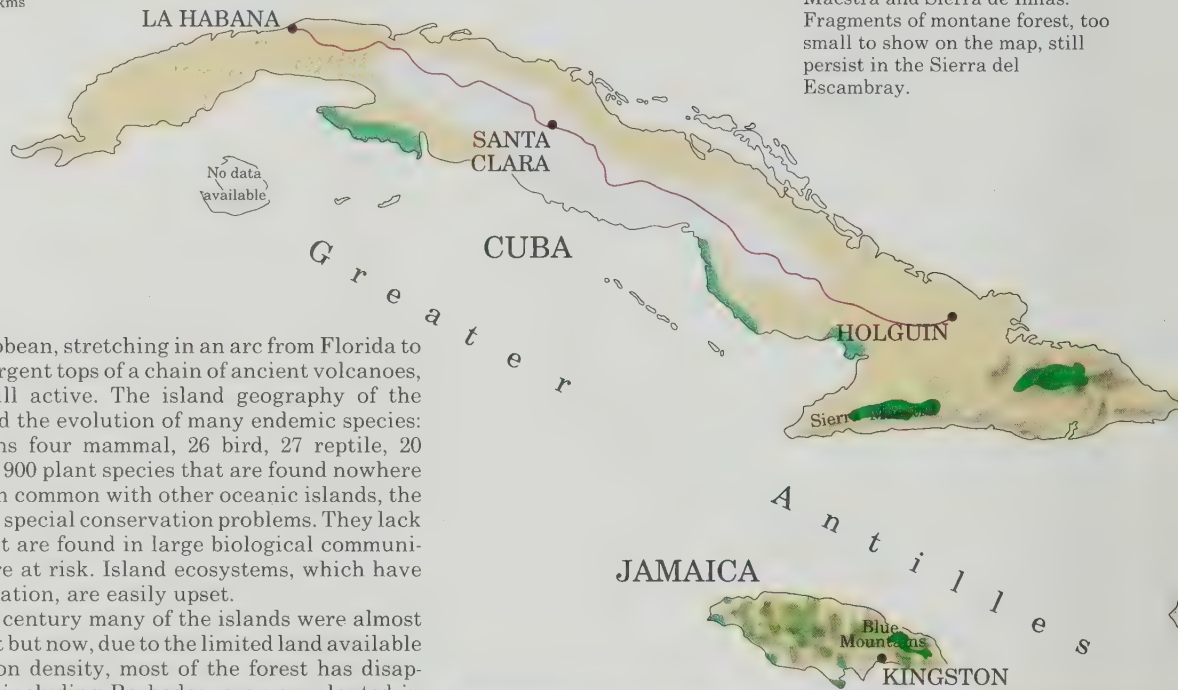 kms
Maestra and Sierra de Imias.
Fragments of montane forest, too
small to show on the map, still
persist in the Sierra del
Escambray.
LA HABANA
SANTA
CLARA
No data
available
CUBA
HOLGUIN
Sierra Maestra
Greater
Antilles
JAMAICA
Blue
Mountains
KINGSTON
bbean, stretching in an arc from Florida to
rgent tops of a chain of ancient volcanoes,
ll active. The island geography of the
d the evolution of many endemic species:
ns four mammal, 26 bird, 27 reptile, 20
900 plant species that are found nowhere
n common with other oceanic islands, the
special conservation problems. They lack
t are found in large biological communi-
re at risk. Island ecosystems, which have
ation, are easily upset.
century many of the islands were almost
t but now, due to the limited land available
on density, most of the forest has disap-